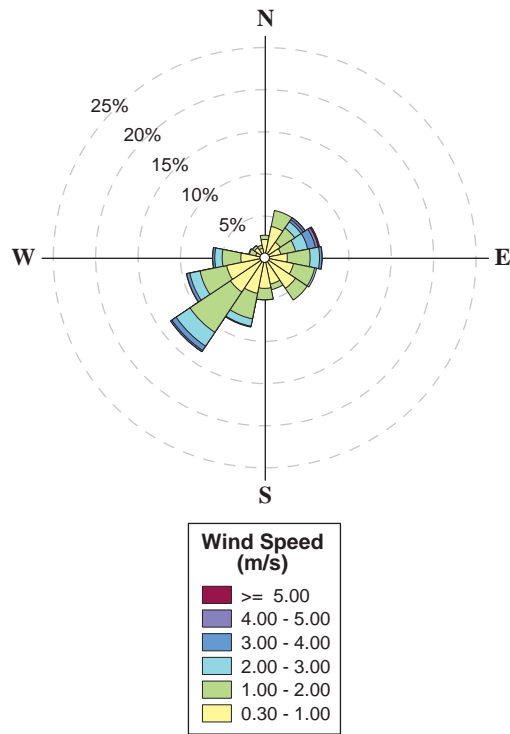 N
25%
20%
15%
10%
5%
W
E
S
Wind Speed
(m/s)
>= 5.00
4.00 - 5.00
3.00 - 4.00
2.00 - 3.00
1.00 - 2.00
0.30 - 1.00